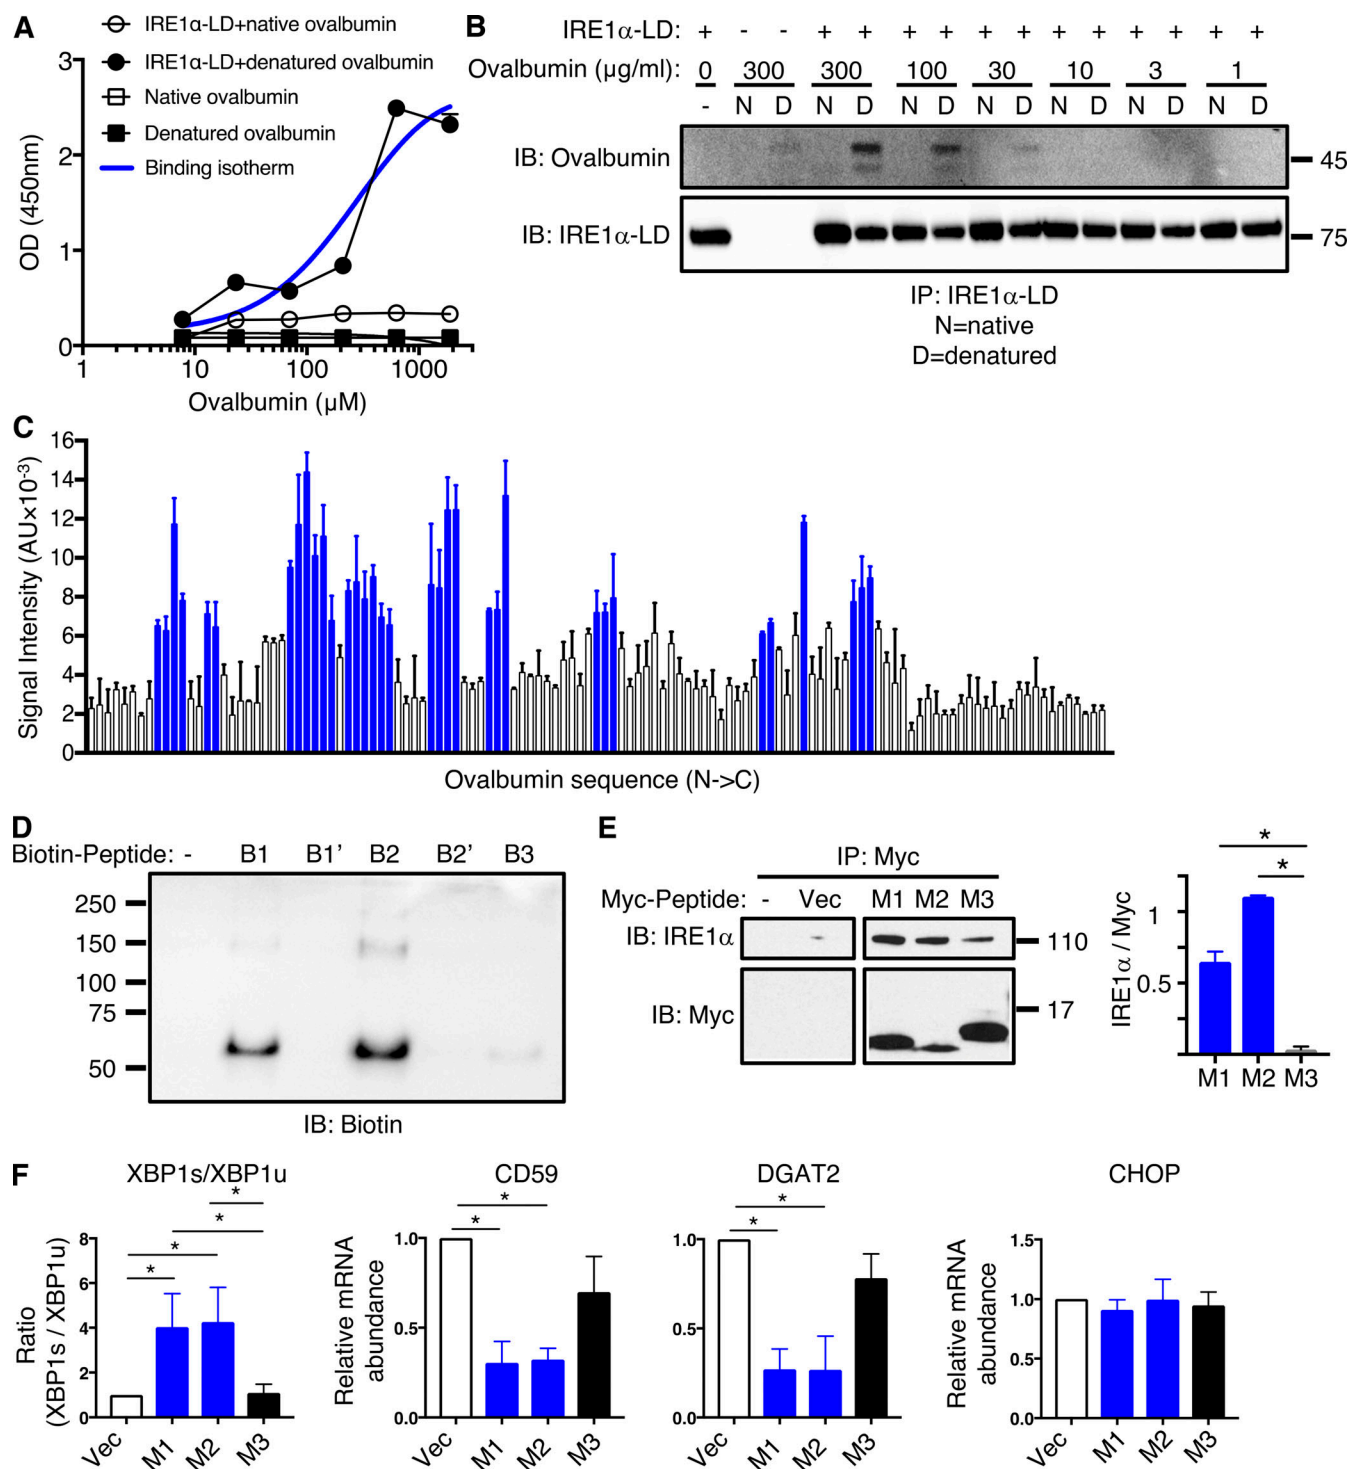 A
IRE1α-LD+native ovalbumin
IRE1α-LD+denatured ovalbumin
Native ovalbumin
Denatured ovalbumin
Binding isotherm
OD (450nm)
3
2
1
0
1 10 100 1000
Ovalbumin (µM)
B
IRE1α-LD: + - - + + + + + + + + + + + +
Ovalbumin (µg/ml): 0 300 300 100 30 10 3 1
- N D N D N D N D N D N D N D
IB: Ovalbumin
45
IB: IRE1α-LD
75
IP: IRE1α-LD
N=native
D=denatured
C
Signal Intensity (AU×10-3)
16
14
12
10
8
6
4
2
0
Ovalbumin sequence (N->C)
D
Biotin-Peptide: - B1 B1’ B2 B2’ B3
250
150
100
75
50
IB: Biotin
E
IP: Myc
Myc-Peptide: - Vec M1 M2 M3
IB: IRE1α
110
IB: Myc
17
* 
*
IRE1α / Myc
1
0.5
M1 M2 M3
F
XBP1s/XBP1u
*
*
*
*
Ratio
(XBP1s / XBP1u)
8
6
4
2
0
Vec M1 M2 M3
CD59
*
*
Relative mRNA
abundance
1.0
0.5
0.0
Vec M1 M2 M3
DGAT2
*
*
1.0
0.5
0.0
Vec M1 M2 M3
CHOP
Relative mRNA
abundance
1.5
1.0
0.5
0.0
Vec M1 M2 M3